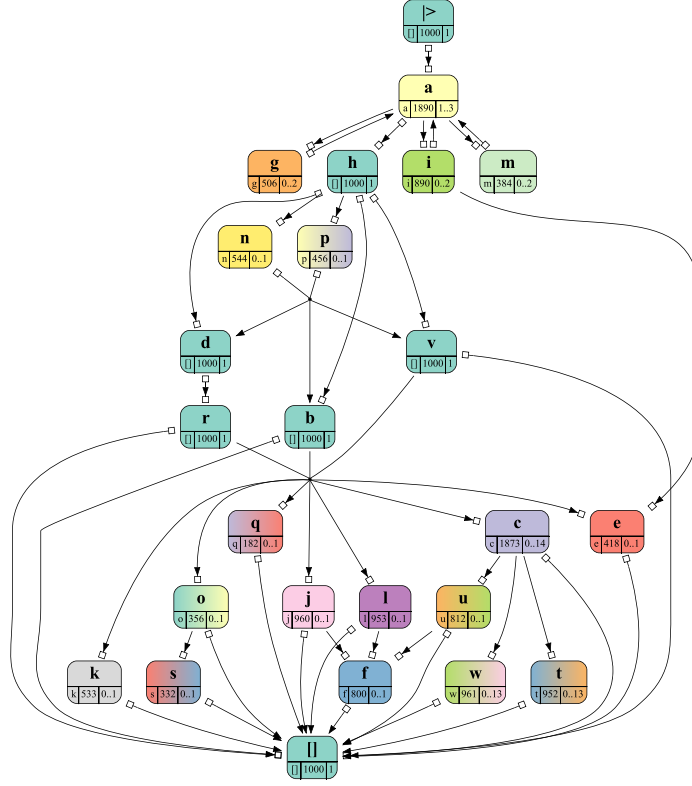 |>
[] 1000 1
a
a 1890 1..3
g
g 506 0..2
h
[] 1000 1
i
i 890 0..2
m
m 384 0..2
n
n 544 0..1
p
p 456 0..1
d
[] 1000 1
v
[] 1000 1
r
[] 1000 1
b
[] 1000 1
q
q 182 0..1
c
c 1873 0..14
e
e 418 0..1
o
o 356 0..1
j
j 960 0..1
l
l 953 0..1
u
u 812 0..1
k
k 533 0..1
s
s 332 0..1
f
f 800 0..1
w
w 961 0..13
t
t 952 0..13
[]
[] 1000 1